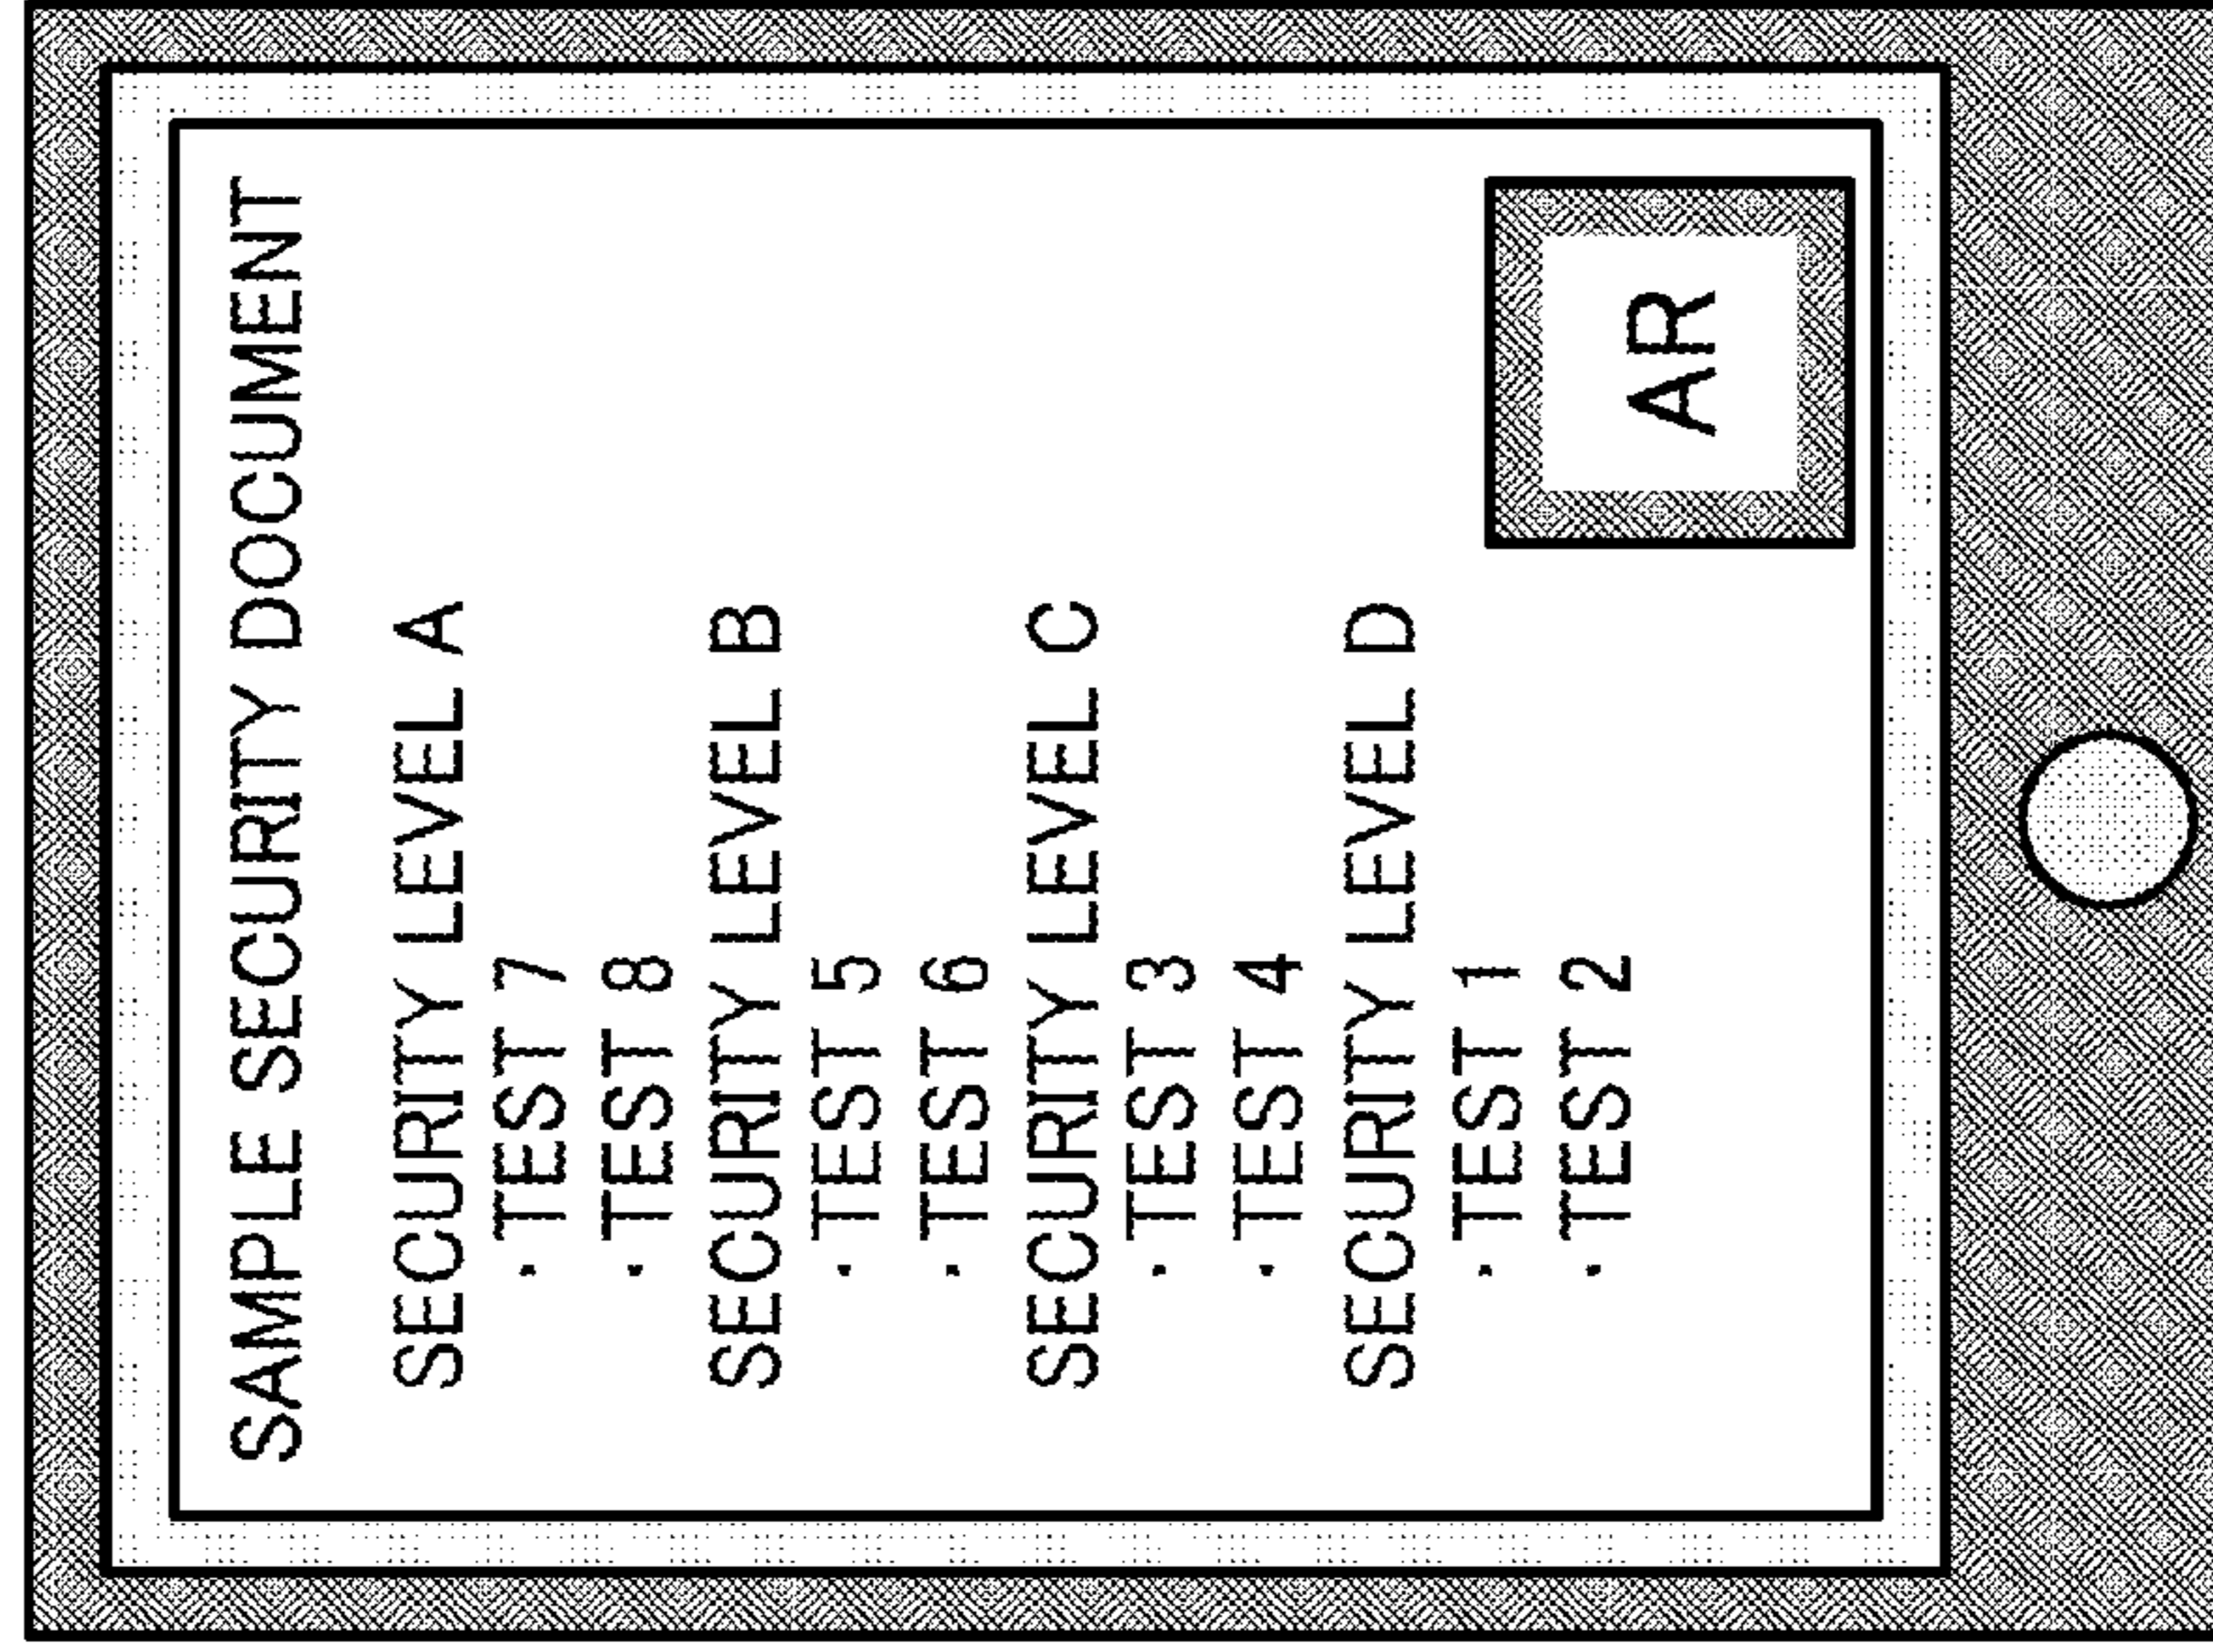 SAMPLE SECURITY DOCUMENT
SECURITY LEVEL A
・TEST 7
・TEST 8
SECURITY LEVEL B
・TEST 5
・TEST 6
SECURITY LEVEL C
・TEST 3
・TEST 4
SECURITY LEVEL D
・TEST 1
・TEST 2
AR